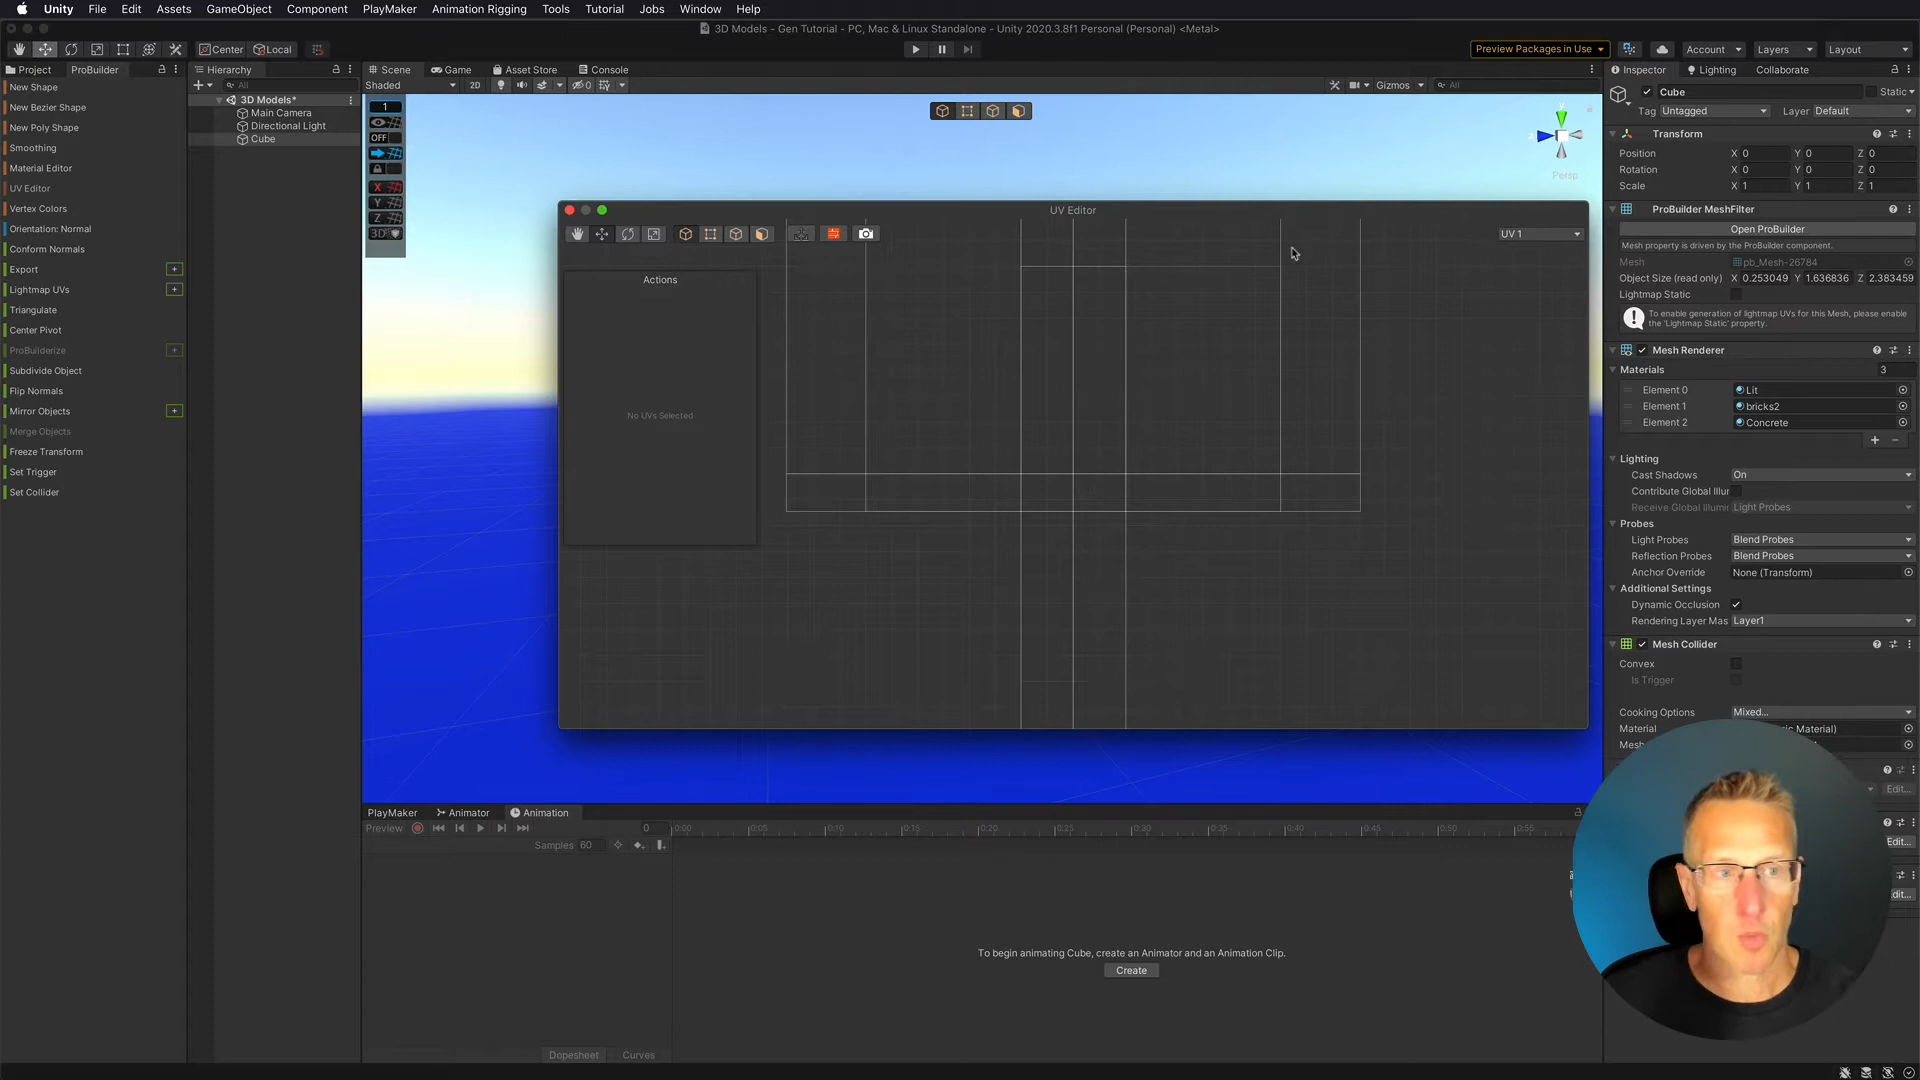 Unity File Edit Assets GameObject Component PlayMaker Animation Rigging Tools Tutorial Jobs Window Help
3D Models - Gen Tutorial - PC, Mac & Linux Standalone - Unity 2020.3.8f1 Personal (Personal) <Metal>
Center Local Preview Packages in Use Account Layers Layout
Project ProBuilder Hierarchy Scene Game Asset Store Console Inspector Lighting Collaborate
New Shape
New Bezier Shape
New Poly Shape
Smoothing
Material Editor
UV Editor
Vertex Colors
Orientation: Normal
Conform Normals
Export
Lightmap UVs
Triangulate
Center Pivot
ProBuilderize
Subdivide Object
Flip Normals
Mirror Objects
Merge Objects
Freeze Transform
Set Trigger
Set Collider
All
3D Models*
Main Camera
Directional Light
Cube
Shaded 2D 0 Gizmos All
1
OFF
X
Y
Z
3D
Persp
UV Editor
UV 1
Actions
No UVs Selected
Cube Static
Tag Untagged Layer Default
Transform
Position X 0 Y 0 Z 0
Rotation X 0 Y 0 Z 0
Scale X 1 Y 1 Z 1
ProBuilder MeshFilter
Open ProBuilder
Mesh property is driven by the ProBuilder component.
Mesh pb_Mesh-26784
Object Size (read only) X 0.253049 Y 1.636836 Z 2.383459
Lightmap Static
To enable generation of lightmap UVs for this Mesh, please enable
the 'Lightmap Static' property.
Mesh Renderer
Materials 3
Element 0 Lit
Element 1 bricks2
Element 2 Concrete
Lighting
Cast Shadows On
Contribute Global Illur
Receive Global Illumin Light Probes
Probes
Light Probes Blend Probes
Reflection Probes Blend Probes
Anchor Override None (Transform)
Additional Settings
Dynamic Occlusion
Rendering Layer Mas Layer1
Mesh Collider
Convex
Is Trigger
Cooking Options Mixed...
Material
Mesh
Edit...
Edit...
PlayMaker Animator Animation
Preview 0 0:00 0:05 0:10 0:15 0:20 0:25 0:30 0:35 0:40 0:45 0:50 0:55
Samples 60
To begin animating Cube, create an Animator and an Animation Clip.
Create
Dopesheet Curves